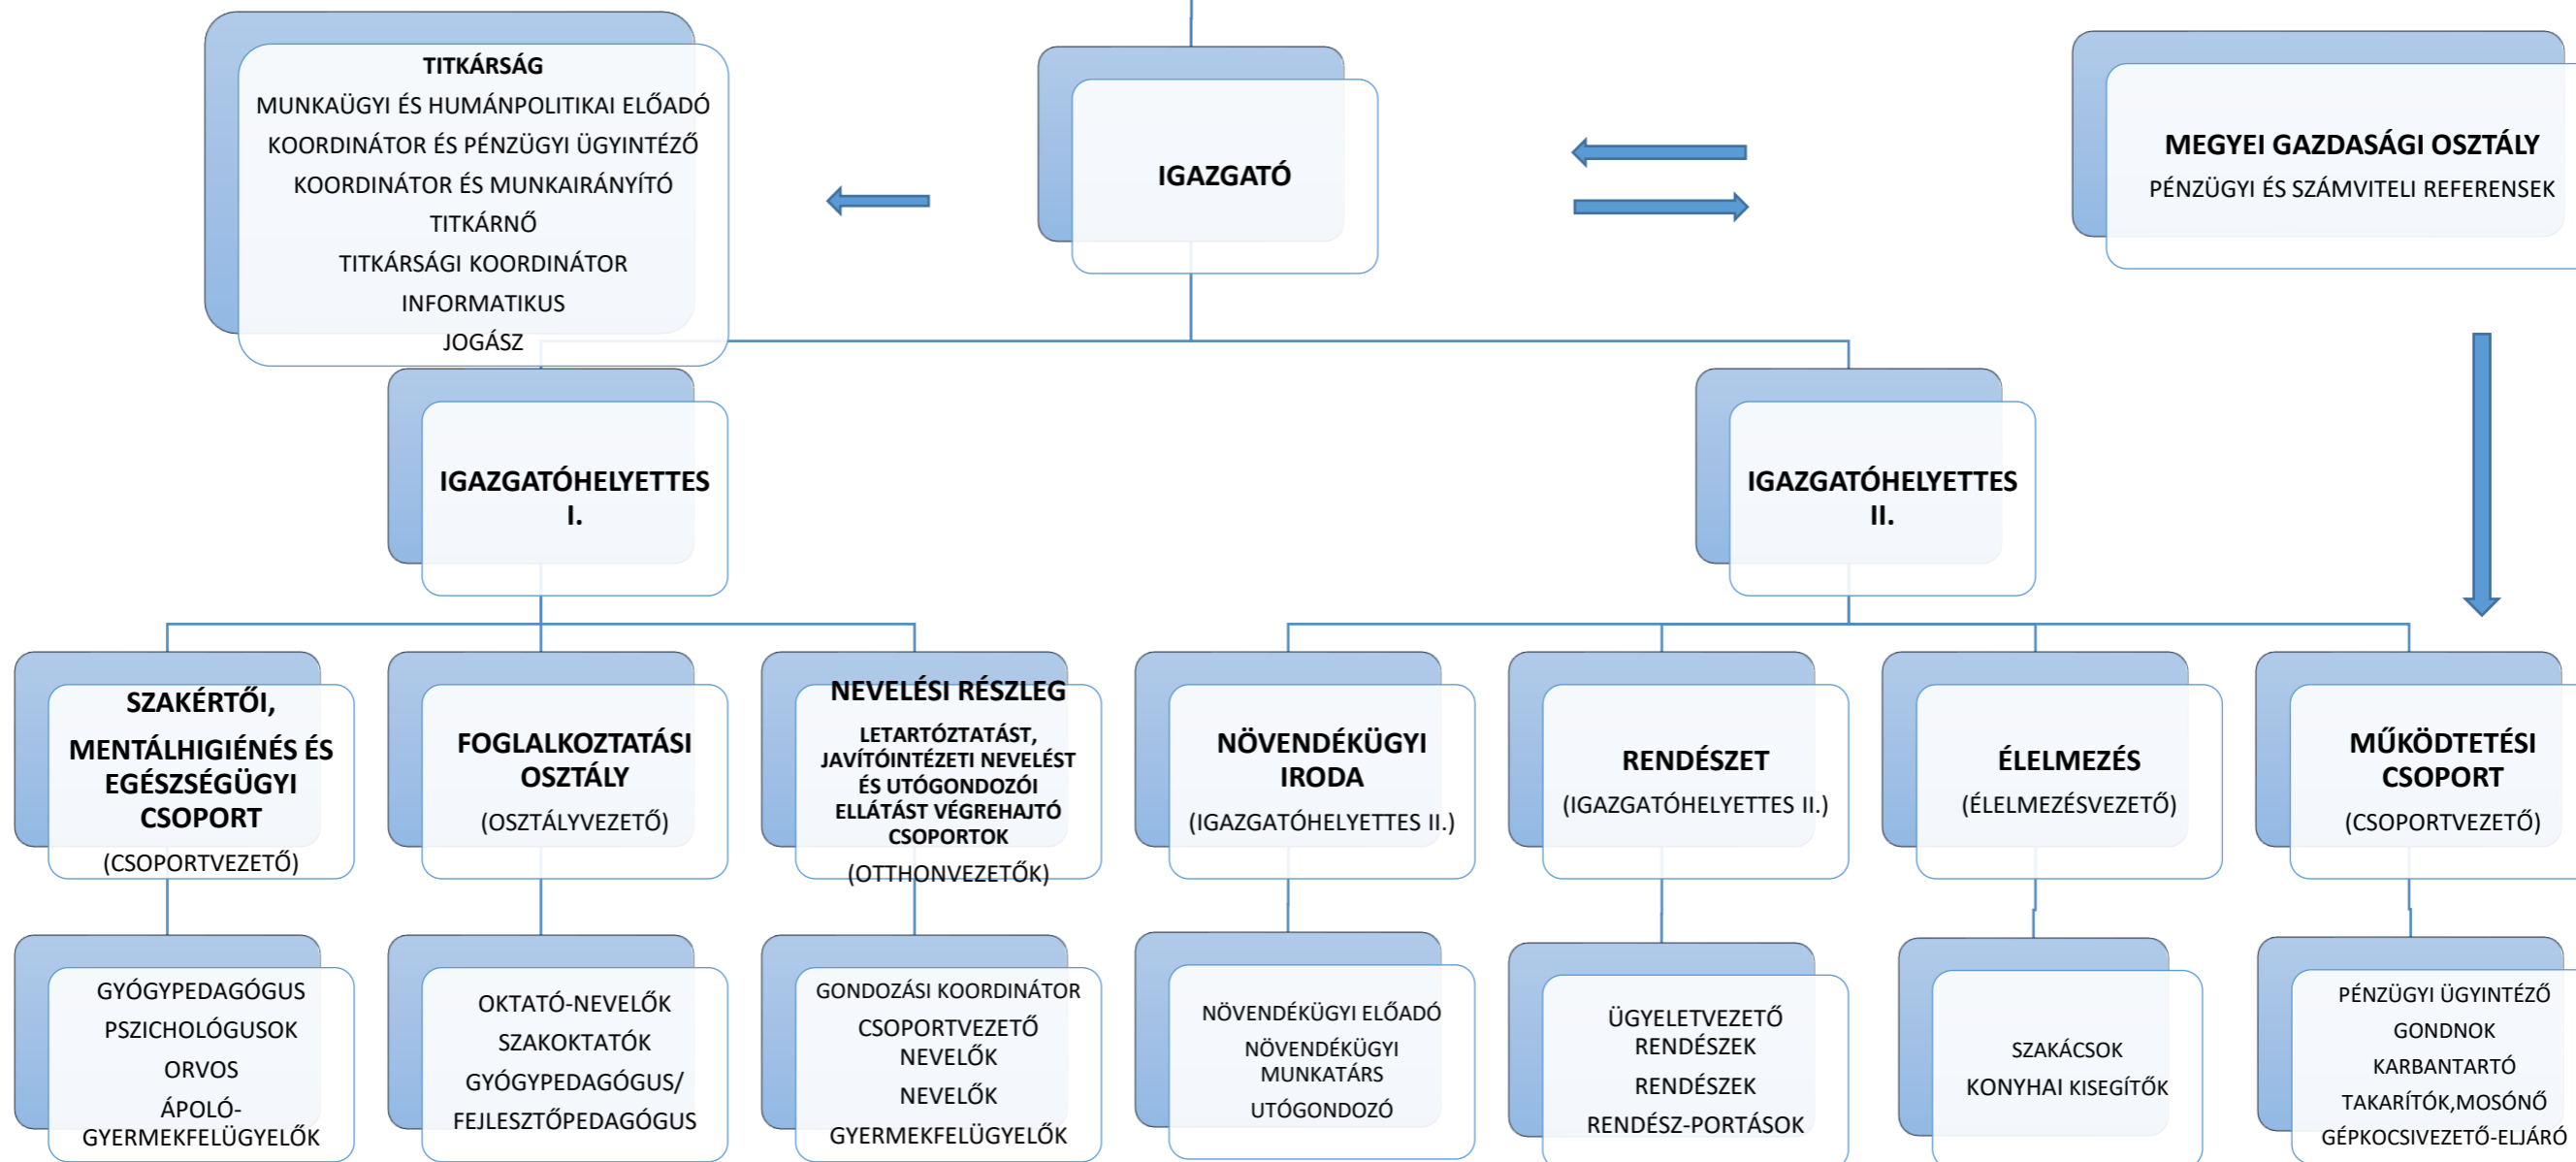 TITKÁRSÁG
MUNKAÜGYI ÉS HUMÁNPOLITIKAI ELŐADÓ
KOORDINÁTOR ÉS PÉNZÜGYI ÜGYINTÉZŐ
KOORDINÁTOR ÉS MUNKAIRÁNYÍTÓ
TITKÁRNŐ
TITKÁRSÁGI KOORDINÁTOR
INFORMATIKUS
JOGÁSZ
IGAZGATÓ
MEGYEI GAZDASÁGI OSZTÁLY
PÉNZÜGYI ÉS SZÁMVITELI REFERENSEK
IGAZGATÓHELYETTES
I.
IGAZGATÓHELYETTES
II.
SZAKÉRTŐI,
MENTÁLHIGIÉNÉS ÉS
EGÉSZSÉGÜGYI
CSOPORT
(CSOPORTVEZETŐ)
FOGLALKOZTATÁSI
OSZTÁLY
(OSZTÁLYVEZETŐ)
NEVELÉSI RÉSZLEG
LETARTÓZTATÁST,
JAVÍTÓINTÉZETI NEVELÉST
ÉS UTÓGONDOZÓI
ELLÁTÁST VÉGREHAJTÓ
CSOPORTOK
(OTTHONVEZETŐK)
NÖVENDÉKÜGYI
IRODA
(IGAZGATÓHELYETTES II.)
RENDÉSZET
(IGAZGATÓHELYETTES II.)
ÉLELMEZÉS
(ÉLELMEZÉSVEZETŐ)
MŰKÖDTETÉSI
CSOPORT
(CSOPORTVEZETŐ)
GYÓGYPEDAGÓGUS
PSZICHOLÓGUSOK
ORVOS
ÁPOLÓ-
GYERMEKFELÜGYELŐK
OKTATÓ-NEVELŐK
SZAKOKTATÓK
GYÓGYPEDAGÓGUS/
FEJLESZTŐPEDAGÓGUS
GONDOZÁSI KOORDINÁTOR
CSOPORTVEZETŐ
NEVELŐK
NEVELŐK
GYERMEKFELÜGYELŐK
NÖVENDÉKÜGYI ELŐADÓ
NÖVENDÉKÜGYI
MUNKATÁRS
UTÓGONDOZÓ
ÜGYELETVEZETŐ
RENDÉSZEK
RENDÉSZEK
RENDÉSZ-PORTÁSOK
SZAKÁCSOK
KONYHAI KISEGÍTŐK
PÉNZÜGYI ÜGYINTÉZŐ
GONDNOK
KARBANTARTÓ
TAKARÍTÓK,MOSÓNŐ
GÉPKOCSIVEZETŐ-ELJÁRÓ